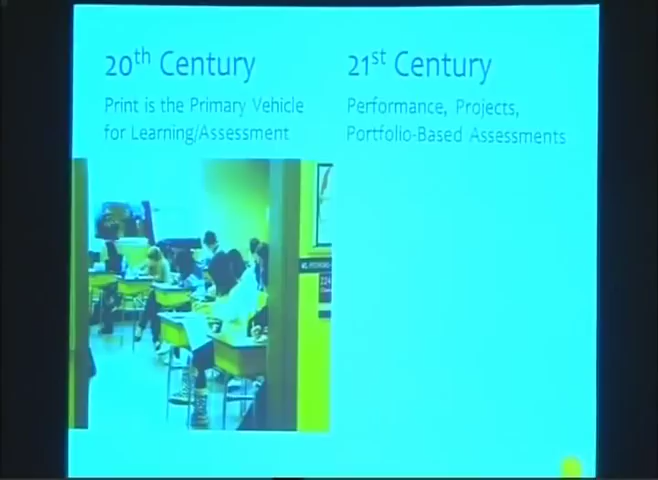 20th Century
Print is the Primary Vehicle
for Learning/Assessment
21st Century
Performance, Projects,
Portfolio-Based Assessments